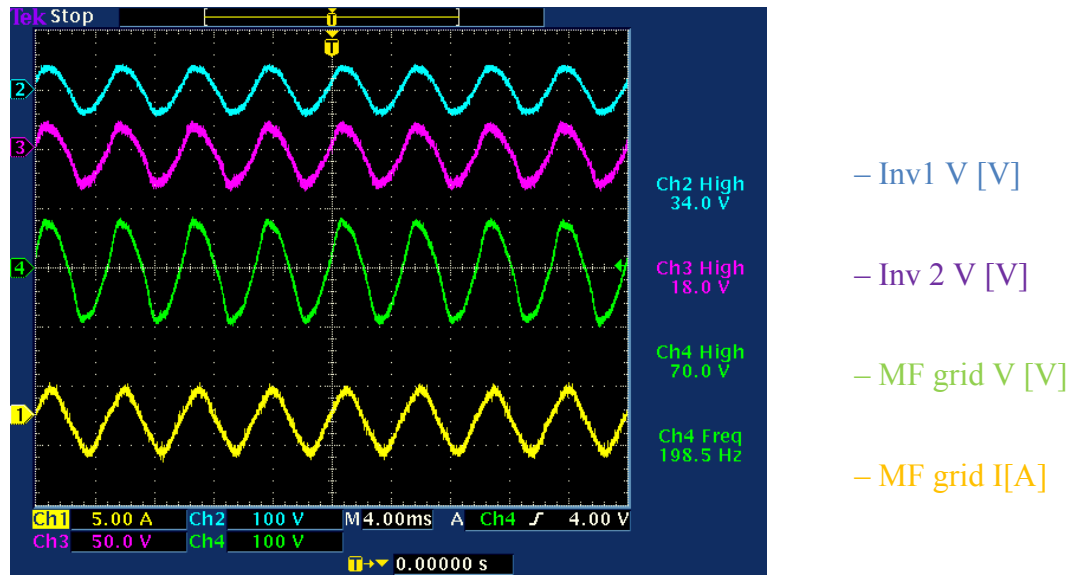 Tek Stop
T
T
2
3
4
1
Ch2 High
34.0 V
Ch3 High
18.0 V
Ch4 High
70.0 V
Ch4 Freq
198.5 Hz
Ch1 5.00 A Ch2 100 V M4.00ms A Ch4 ∫ 4.00 V
Ch3 50.0 V Ch4 100 V
T→▼ 0.00000 s
– Inv1 V [V]
– Inv 2 V [V]
– MF grid V [V]
– MF grid I[A]